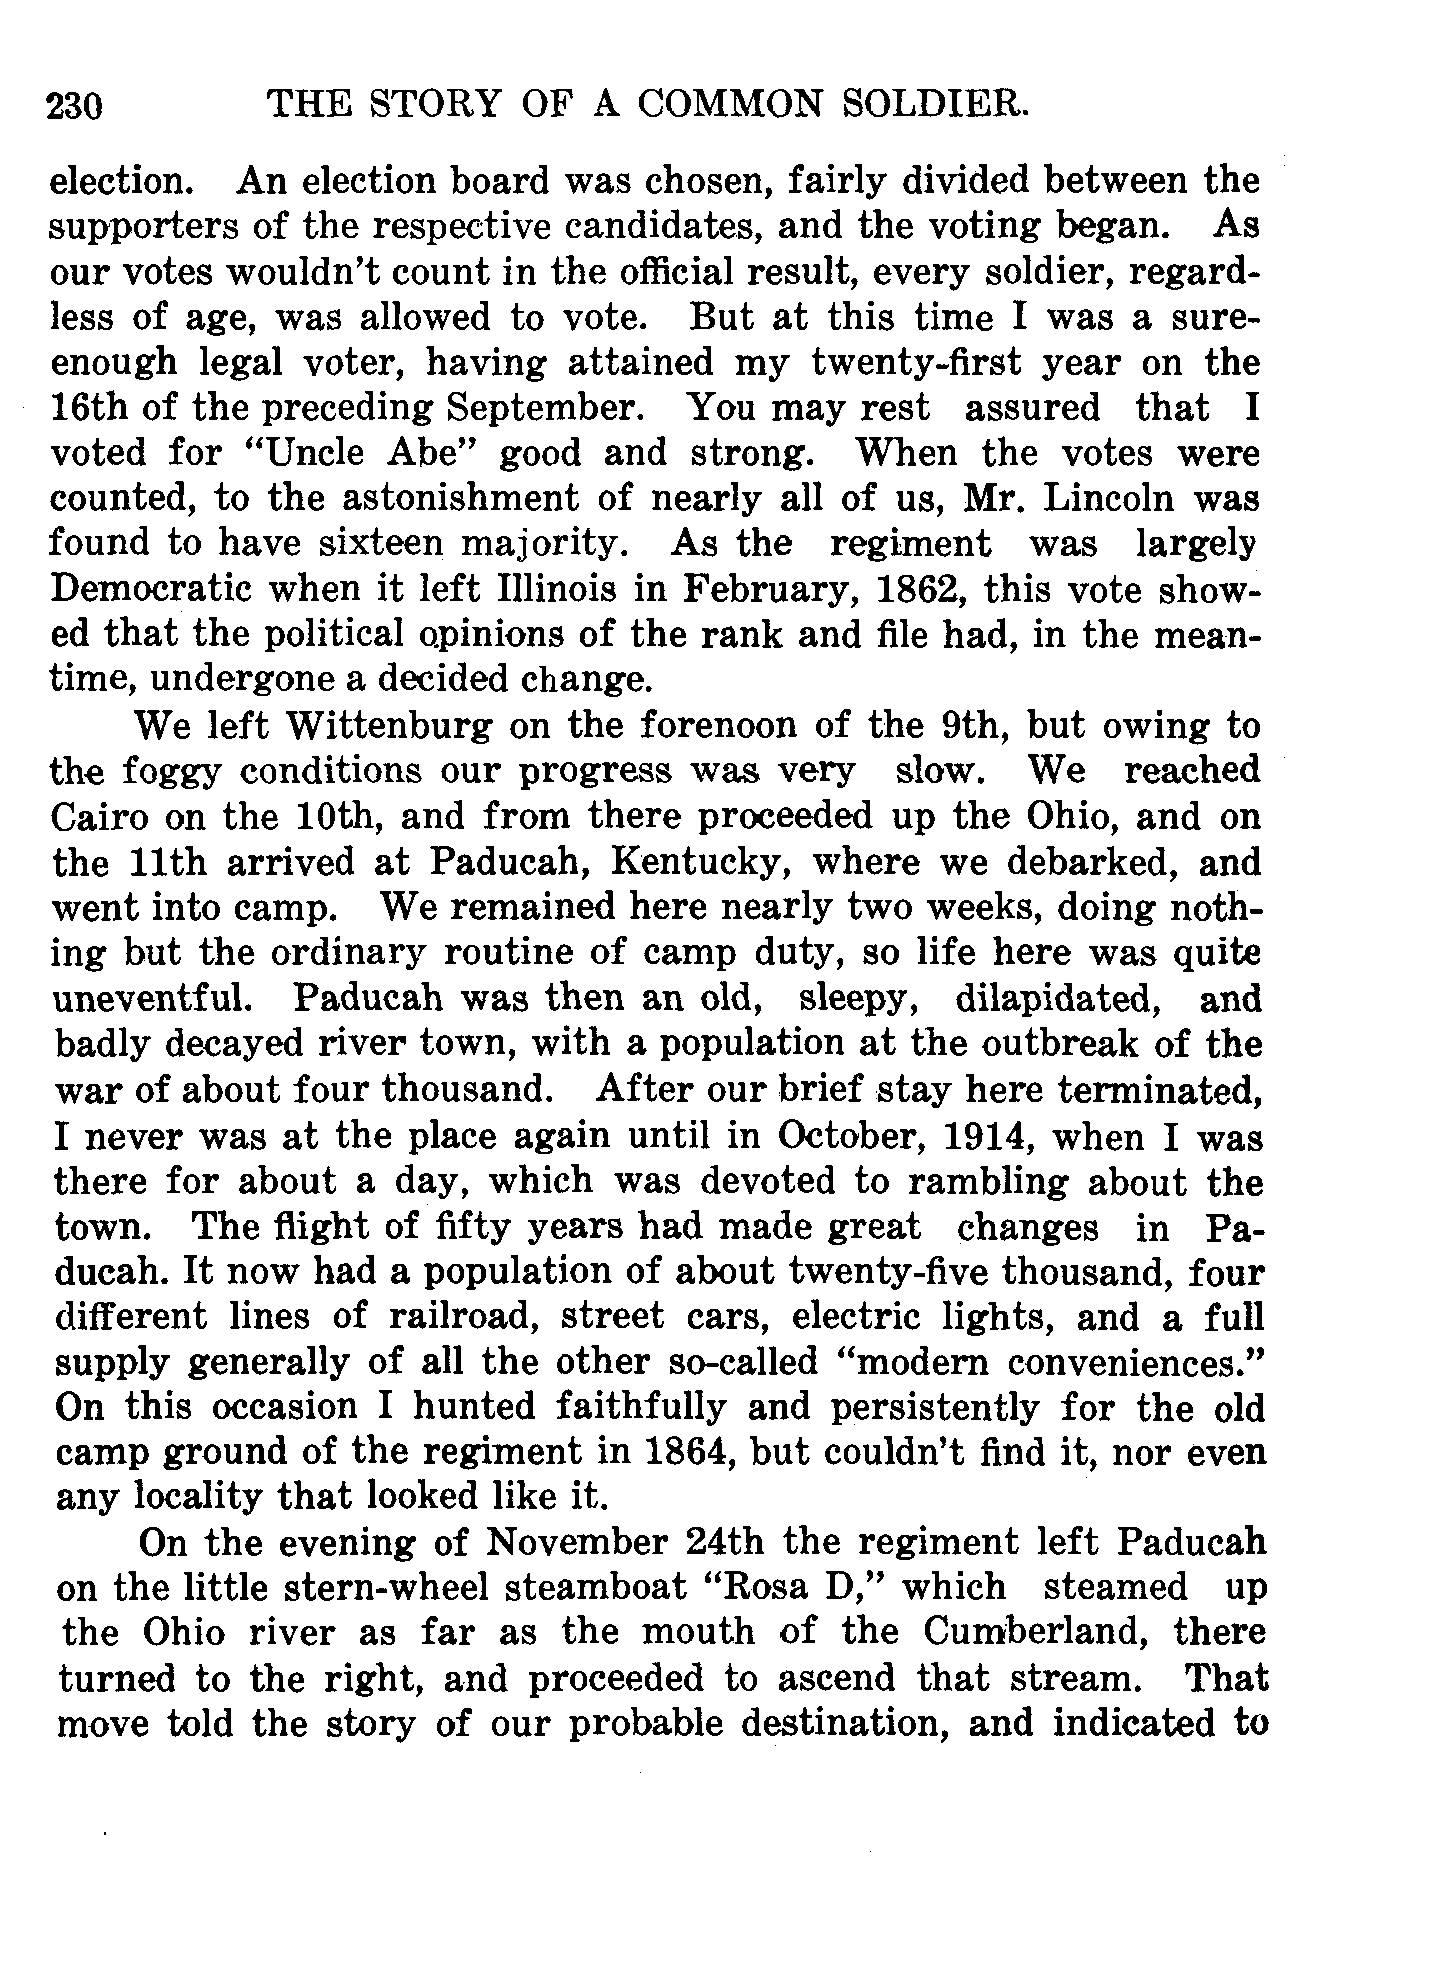 230 THE STORY OF A COMMON SOLDIER.
election. An election board was chosen, fairly divided between the
supporters of the respective candidates, and the voting began. As
our votes wouldn't count in the official result, every soldier, regard-
less of age, was allowed to vote. But at this time I was a sure-
enough legal voter, having attained my twenty-first year on the
16th of the preceding September. You may rest assured that I
voted for “Uncle Abe” good and strong. When the votes were
counted, to the astonishment of nearly all of us, Mr. Lincoln was
found to have sixteen majority. As the regiment was largely
Democratic when it left Illinois in February, 1862, this vote show-
ed that the political opinions of the rank and file had, in the mean-
time, undergone a decided change.
We left Wittenburg on the forenoon of the 9th, but owing to
the foggy conditions our progress was very slow. We reached
Cairo on the 10th, and from there proceeded up the Ohio, and on
the 11th arrived at Paducah, Kentucky, where we debarked, and
went into camp. We remained here nearly two weeks, doing noth-
ing but the ordinary routine of camp duty, so life here was quite
uneventful. Paducah was then an old, sleepy, dilapidated, and
badly decayed river town, with a population at the outbreak of the
war of about four thousand. After our brief stay here terminated,
I never was at the place again until in October, 1914, when I was
there for about a day, which was devoted to rambling about the
town. The flight of fifty years had made great changes in Pa-
ducah. It now had a population of about twenty-five thousand, four
different lines of railroad, street cars, electric lights, and a full
supply generally of all the other so-called “modern conveniences.”
On this occasion I hunted faithfully and persistently for the old
camp ground of the regiment in 1864, but couldn't find it, nor even
any locality that looked like it.
On the evening of November 24th the regiment left Paducah
on the little stern-wheel steamboat “Rosa D,” which steamed up
the Ohio river as far as the mouth of the Cumberland, there
turned to the right, and proceeded to ascend that stream. That
move told the story of our probable destination, and indicated to